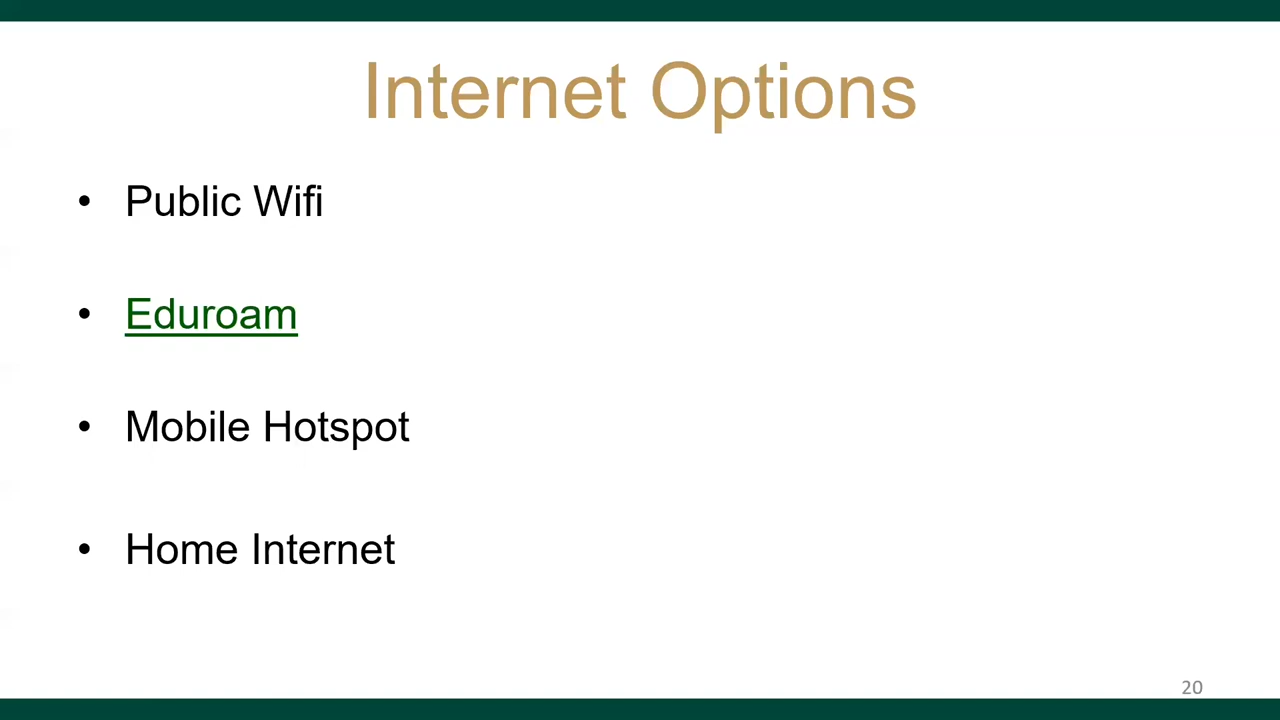 Internet Options
• Public Wifi
• Eduroam
• Mobile Hotspot
• Home Internet
20